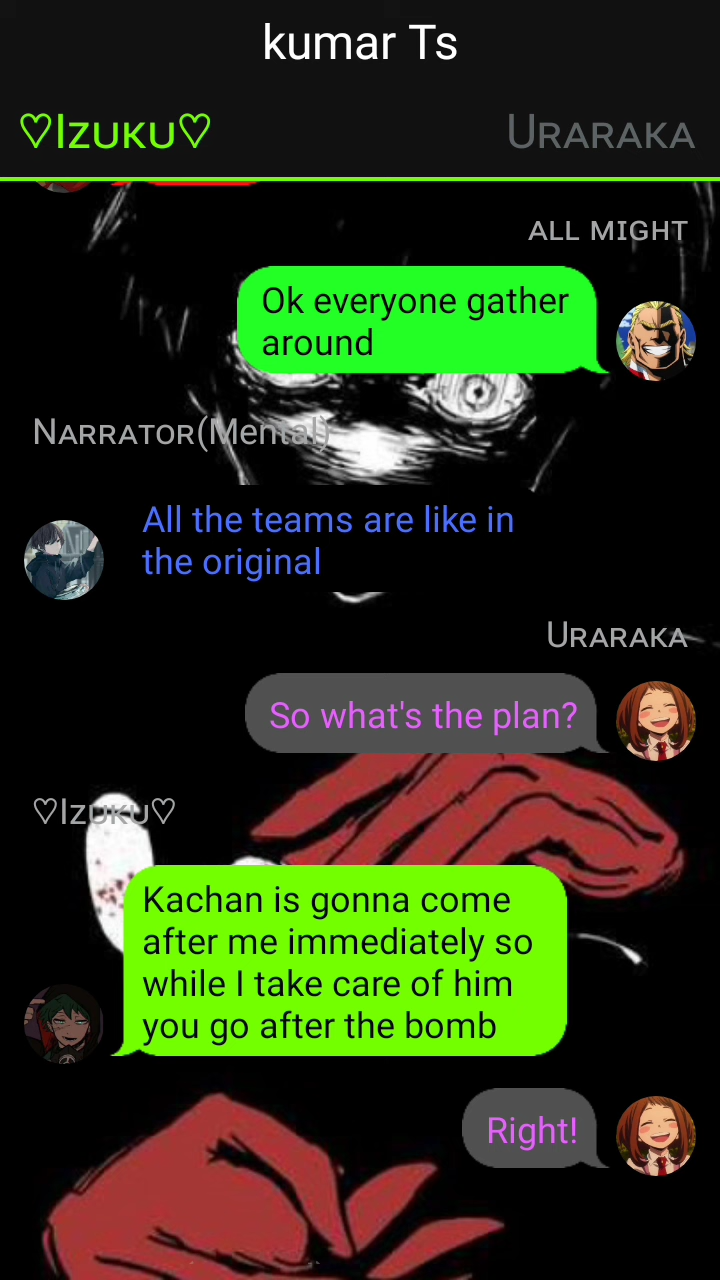 kumar Ts
♡Izuku♡
Uraraka
ALL MIGHT
Ok everyone gather
around
Narrator(Mental)
All the teams are like in
the original
Uraraka
So what's the plan?
♡Izuku♡
Kachan is gonna come
after me immediately so
while I take care of him
you go after the bomb
Right!